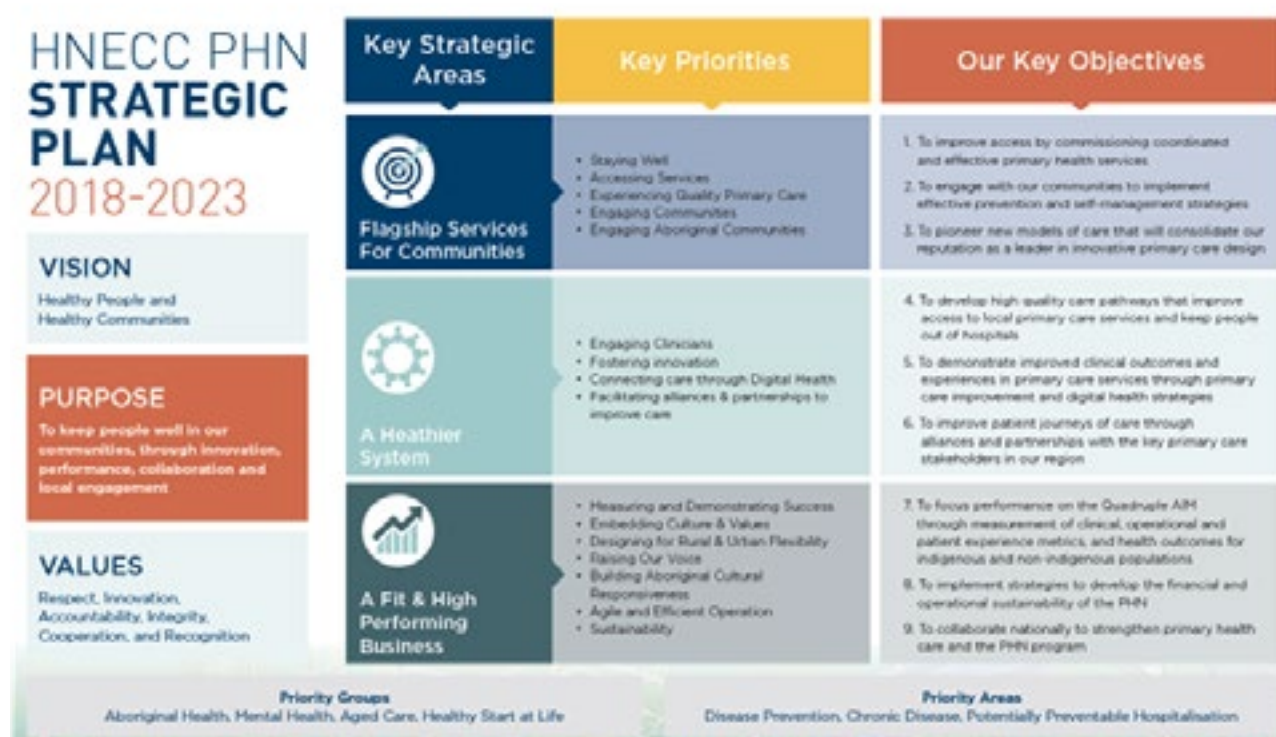 HNECC PHN
STRATEGIC
PLAN
2018-2023
VISION
Healthy People and
Healthy Communities
PURPOSE
To keep people well in our
communities, through innovation,
performance, collaboration and
local engagement
VALUES
Respect, Innovation,
Accountability, Integrity,
Cooperation, and Recognition
Key Strategic
Areas
Key Priorities
Our Key Objectives
Flagship Services
For Communities
• Staying Well
• Accessing Services
• Experiencing Quality Primary Care
• Engaging Communities
• Engaging Aboriginal Communities
1. To improve access by commissioning coordinated
and effective primary health services
2. To engage with our communities to implement
effective prevention and self-management strategies
3. To pioneer new models of care that will consolidate our
reputation as a leader in innovative primary care design
A Heathier
System
• Engaging Clinicians
• Fostering innovation
• Connecting care through Digital Health
• Facilitating alliances & partnerships to
improve care
4. To develop high quality care pathways that improve
access to local primary care services and keep people
out of hospitals
5. To demonstrate improved clinical outcomes and
experiences in primary care services through primary
care improvement and digital health strategies
6. To improve patient journeys of care through
alliances and partnerships with the key primary care
stakeholders in our region
A Fit & High
Performing
Business
• Measuring and Demonstrating Success
• Embedding Culture & Values
• Designing for Rural & Urban Flexibility
• Raising Our Voice
• Building Aboriginal Cultural
Responsiveness
• Agile and Efficient Operation
• Sustainability
7. To focus performance on the Quadruple AIM
through measurement of clinical, operational and
patient experience metrics, and health outcomes for
indigenous and non-indigenous populations
8. To implement strategies to develop the financial and
operational sustainability of the PHN
9. To collaborate nationally to strengthen primary health
care and the PHN program
Priority Groups
Aboriginal Health, Mental Health, Aged Care, Healthy Start at Life
Priority Areas
Disease Prevention, Chronic Disease, Potentially Preventable Hospitalisation